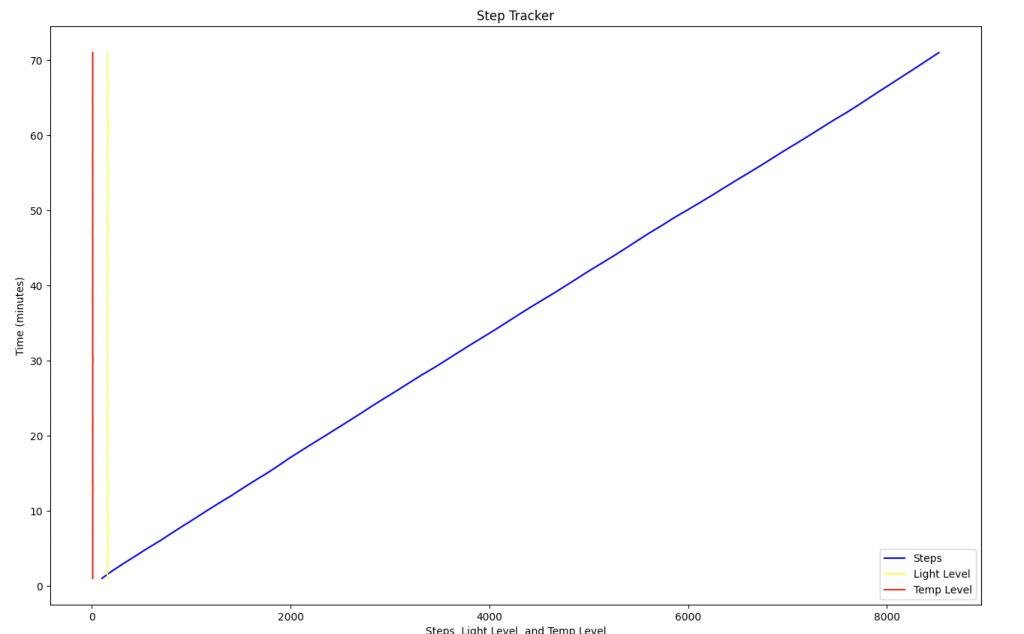 Step Tracker
70
60
50
40
30
20
10
0
Time (minutes)
0 2000 4000 6000 8000
Steps, Light Level, and Temp Level
Steps
Light Level
Temp Level